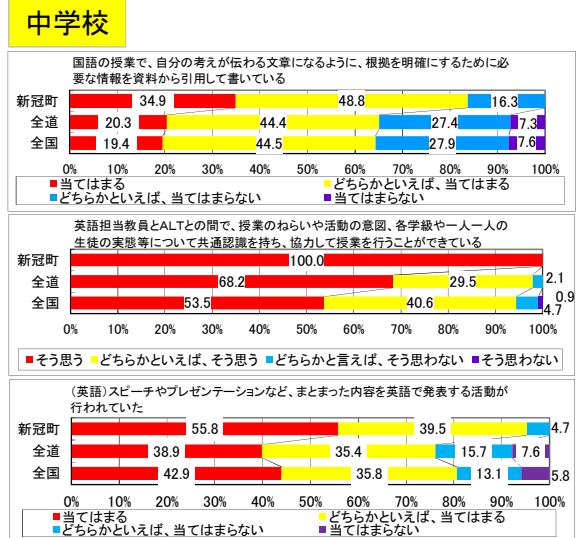 中学校
国語の授業で、自分の考えが伝わる文章になるように、根拠を明確にするために必
要な情報を資料から引用して書いている
新冠町 34.9 48.8 16.3
全道 20.3 44.4 27.4 7.3
全国 19.4 44.5 27.9 7.6
0% 10% 20% 30% 40% 50% 60% 70% 80% 90% 100%
■当てはまる ■どちらかといえば、当てはまる
■どちらかといえば、当てはまらない ■当てはまらない
英語担当教員とALTとの間で、授業のねらいや活動の意図、各学級や一人一人の
生徒の実態等について共通認識を持ち、協力して授業を行うことができている
新冠町 100.0
全道 68.2 29.5 2.1
全国 53.5 40.6 4.7 0.9
0% 10% 20% 30% 40% 50% 60% 70% 80% 90% 100%
■そう思う ■どちらかといえば、そう思う ■どちらかと言えば、そう思わない ■そう思わない
(英語)スピーチやプレゼンテーションなど、まとまった内容を英語で発表する活動が
行われていた
新冠町 55.8 39.5 4.7
全道 38.9 35.4 15.7 7.6
全国 42.9 35.8 13.1 5.8
0% 10% 20% 30% 40% 50% 60% 70% 80% 90% 100%
■当てはまる ■どちらかといえば、当てはまる
■どちらかといえば、当てはまらない ■当てはまらない